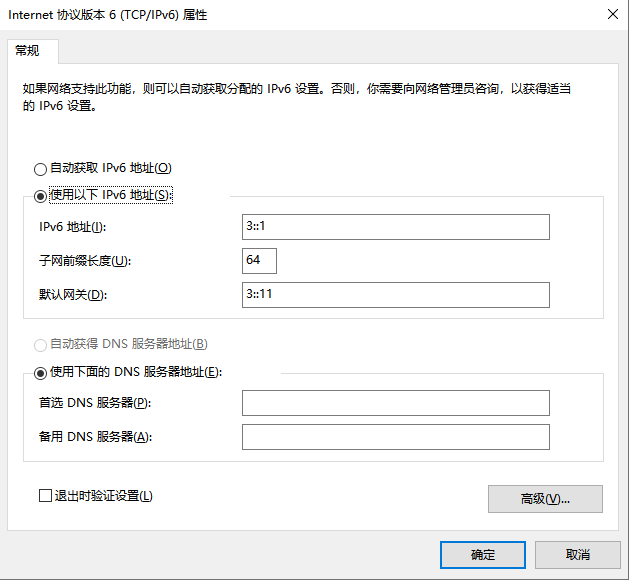 Internet 协议版本 6 (TCP/IPv6) 属性
常规
如果网络支持此功能，则可以自动获取分配的 IPv6 设置。否则，你需要向网络管理员咨询，以获得适当
的 IPv6 设置。
自动获取 IPv6 地址(O)
使用以下 IPv6 地址(S):
IPv6 地址(I):
3::1
子网前缀长度(U):
64
默认网关(D):
3::11
自动获得 DNS 服务器地址(B)
使用下面的 DNS 服务器地址(E):
首选 DNS 服务器(P):
备用 DNS 服务器(A):
退出时验证设置(L)
高级(V)...
确定
取消